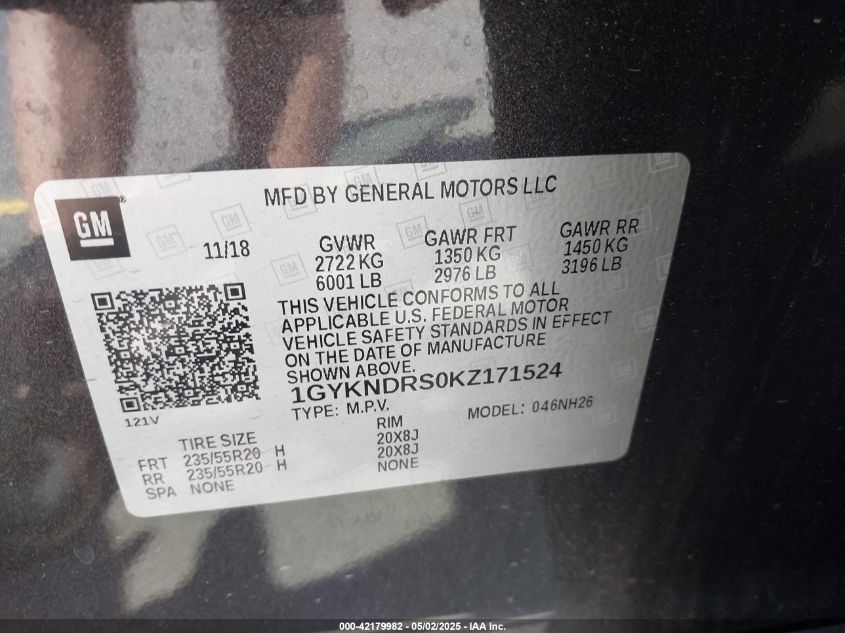 MFD BY GENERAL MOTORS LLC
GM
11/18
GVWR
2722 KG
6001 LB
GAWR FRT
1350 KG
2976 LB
GAWR RR
1450 KG
3196 LB
THIS VEHICLE CONFORMS TO ALL
APPLICABLE U.S. FEDERAL MOTOR
VEHICLE SAFETY STANDARDS IN EFFECT
ON THE DATE OF MANUFACTURE
SHOWN ABOVE.
1GYKNDRS0KZ171524
TYPE: M.P.V.
MODEL: 046NH26
121V
TIRE SIZE
RIM
FRT 235/55R20 H 20X8J
RR 235/55R20 H 20X8J
SPA NONE NONE
000-42179982 - 05/02/2025 - IAA Inc.